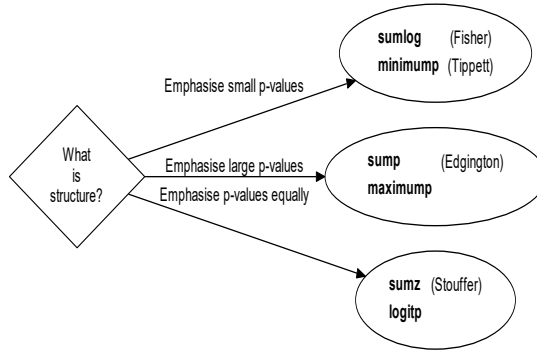 sumlog (Fisher)
minimump (Tippett)
Emphasise small p-values
What
is
structure?
Emphasise large p-values
Emphasise p-values equally
sump (Edgington)
maximump
sumz (Stouffer)
logitp